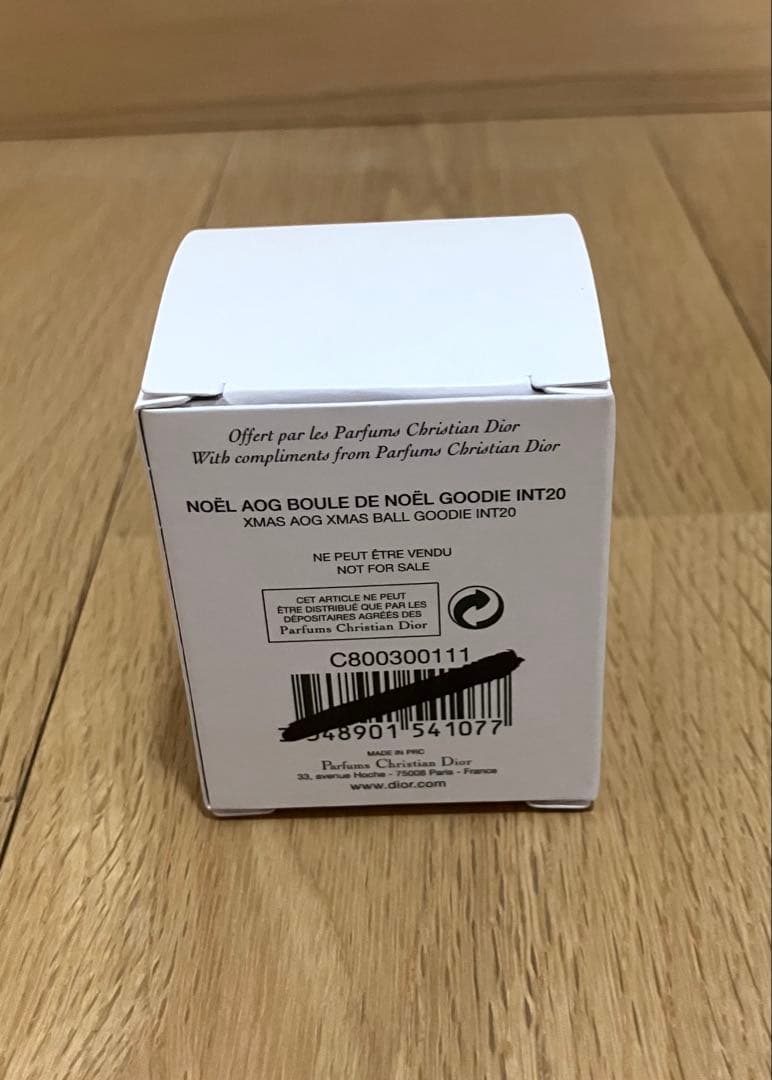 Offert par les Parfums Christian Dior
With compliments from Parfums Christian Dior
NOËL AOG BOULE DE NOËL GOODIE INT20
XMAS AOG XMAS BALL GOODIE INT20
NE PEUT ÊTRE VENDU
NOT FOR SALE
CET ARTICLE NE PEUT
ÊTRE DISTRIBUÉ QUE PAR LES
DÉPOSITAIRES AGRÉÉS DES
Parfums Christian Dior
C800300111
48901 541077
MADE IN PRC
Parfums Christian Dior
33, avenue Hoche - 75008 Paris - France
www.dior.com